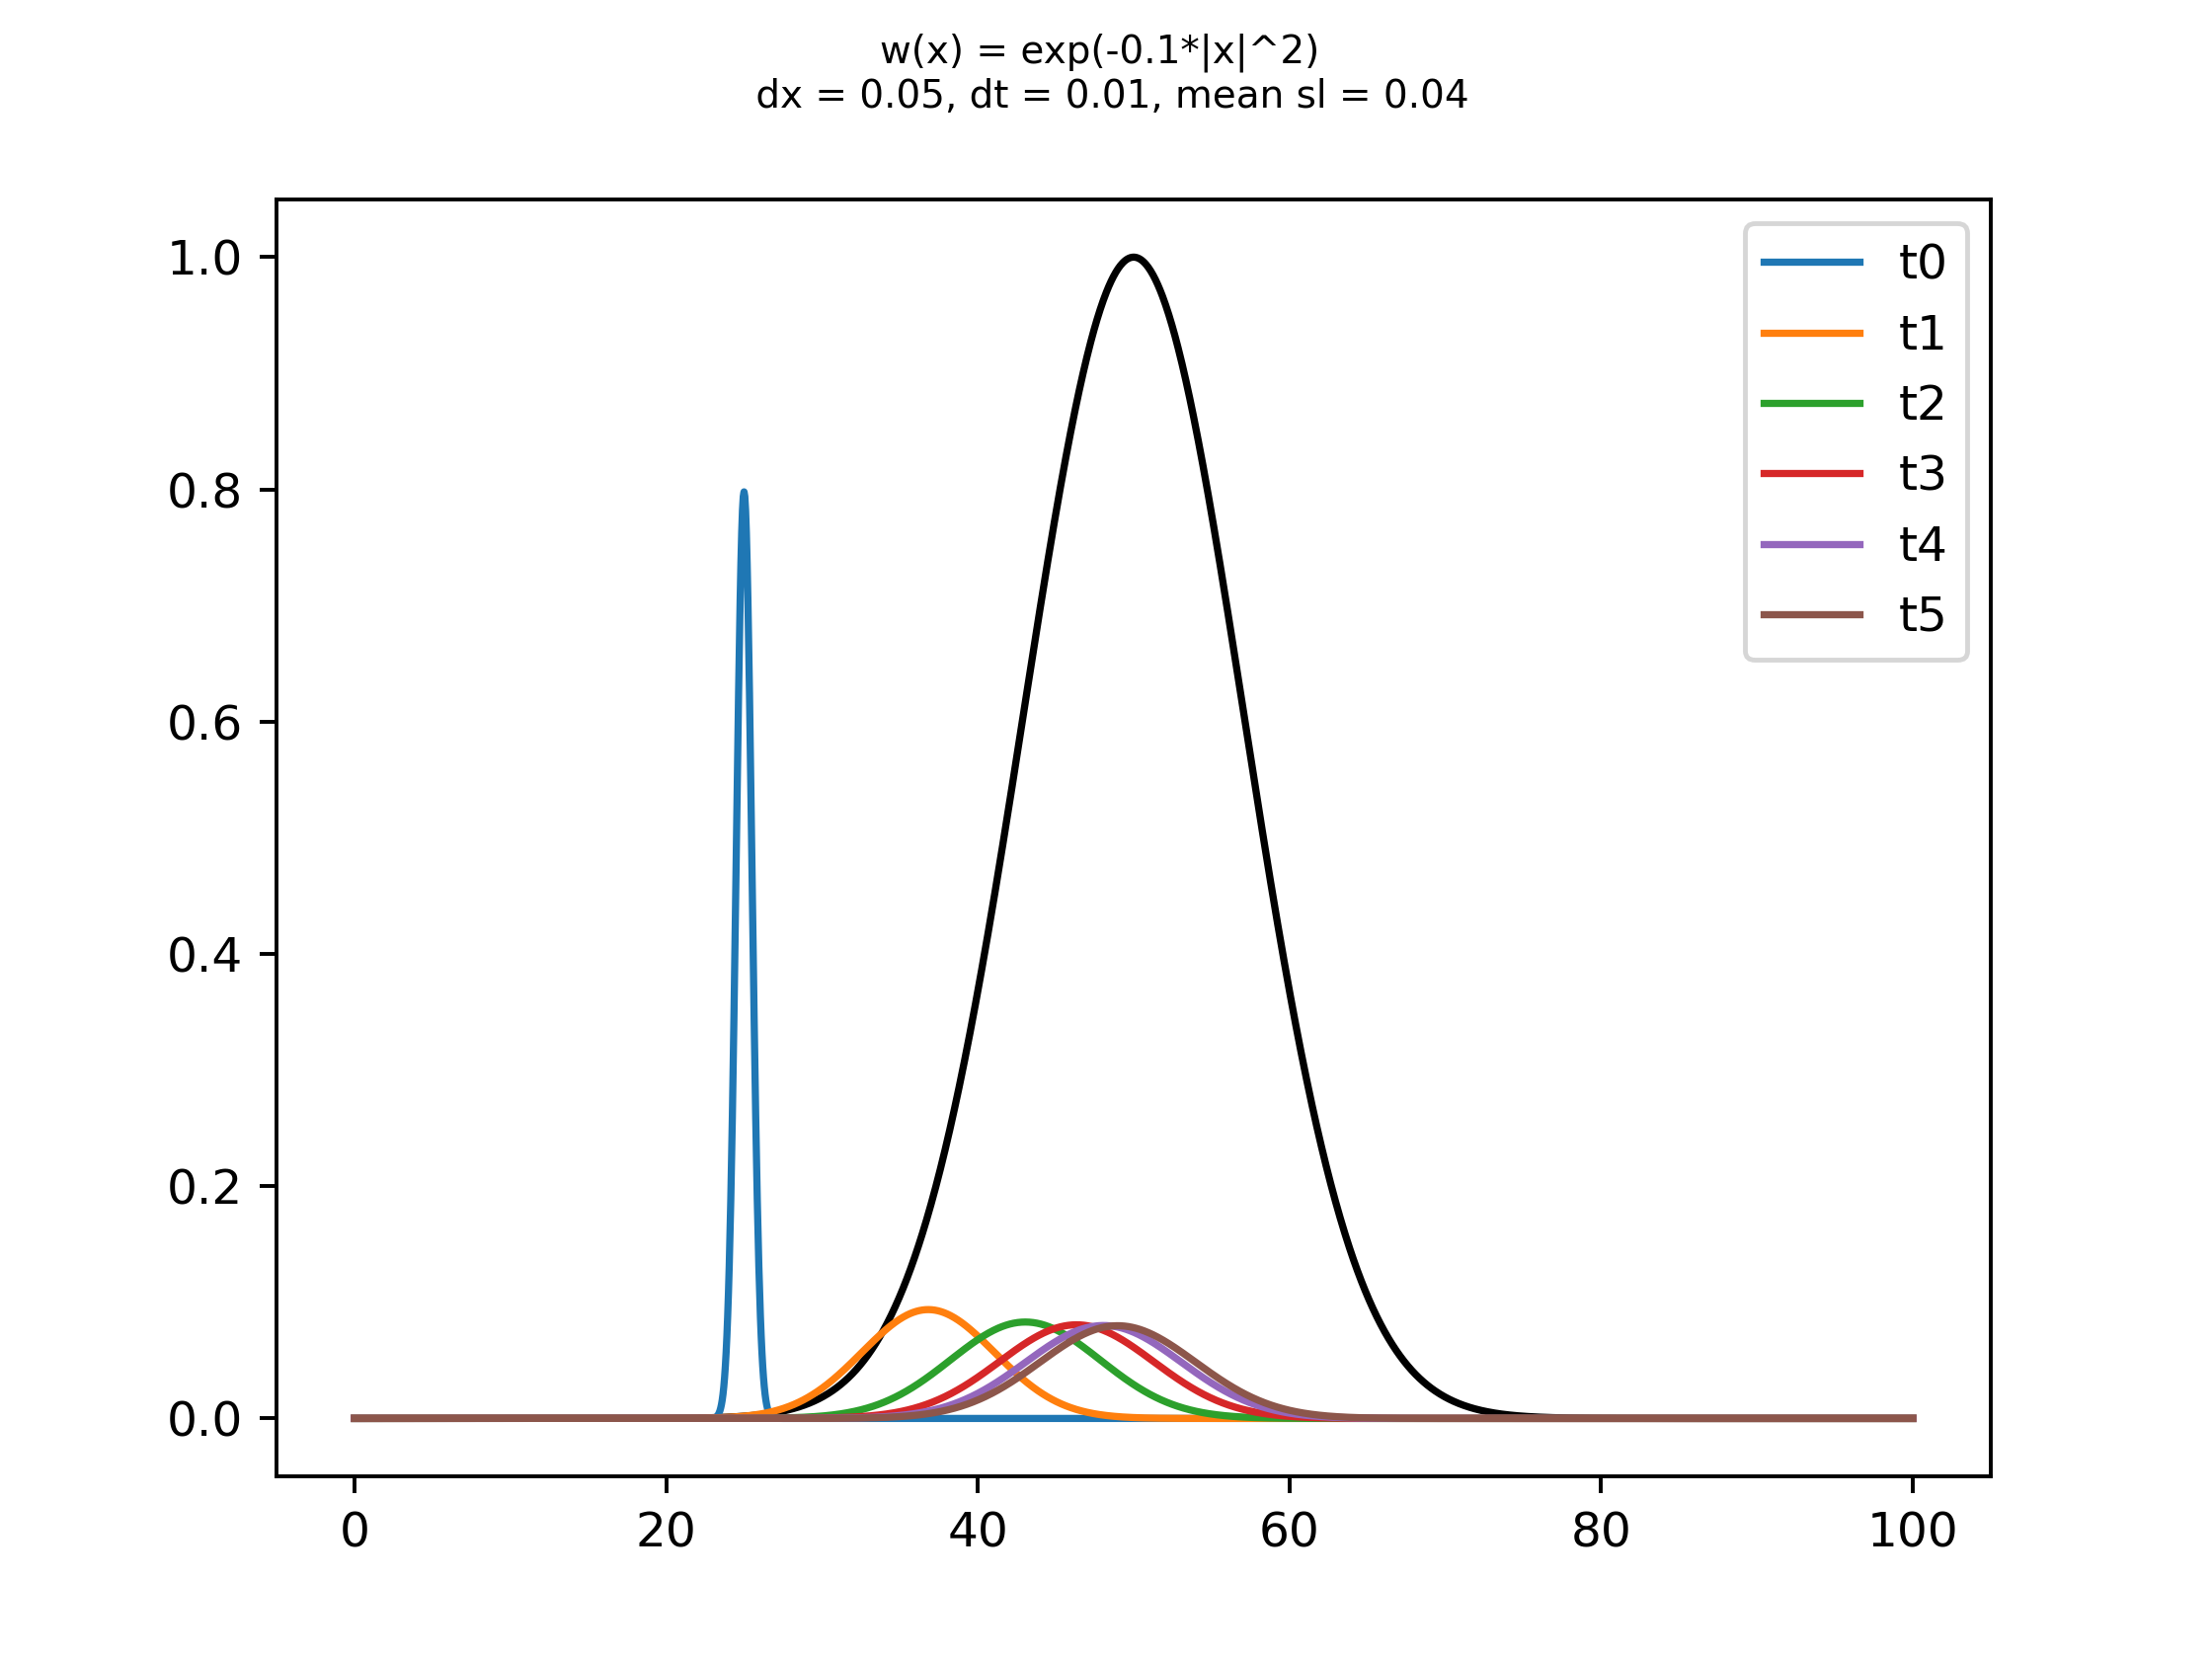 w(x) = exp(-0.1*|x|^2)
dx = 0.05, dt = 0.01, mean sl = 0.04
1.0
0.8
0.6
0.4
0.2
0.0
0 20 40 60 80 100
t0
t1
t2
t3
t4
t5